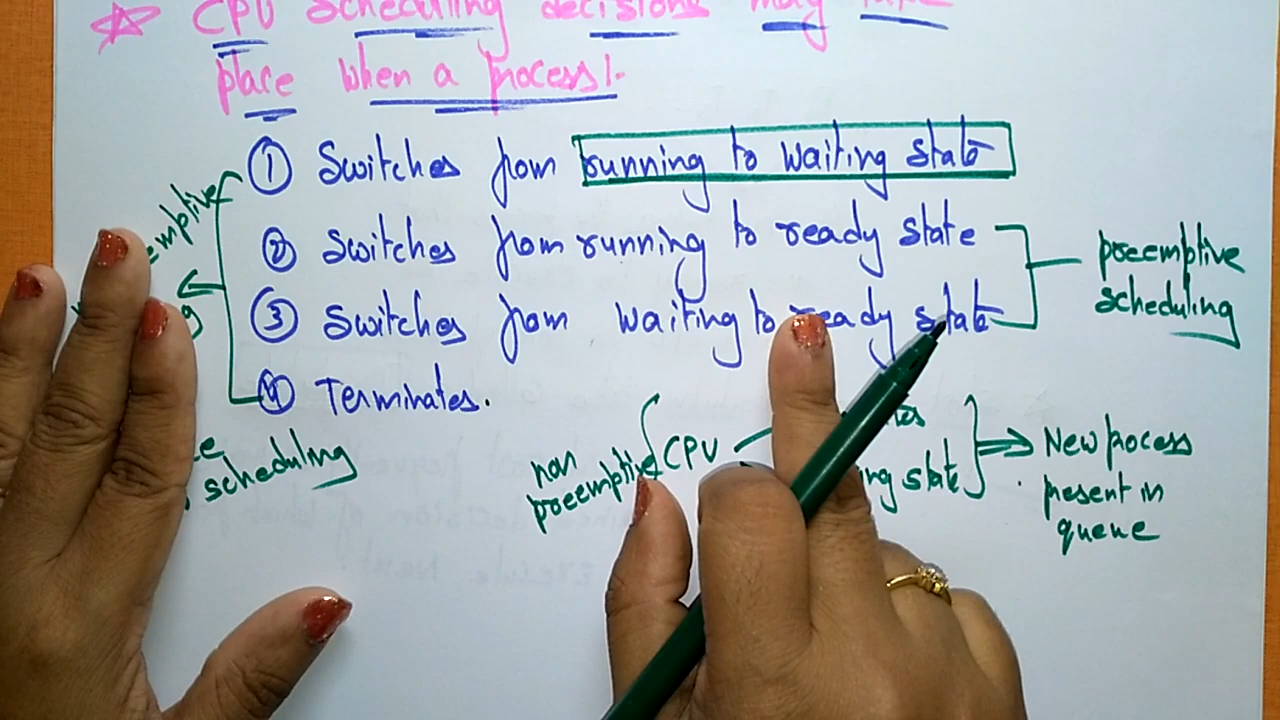 CPU Scheduling decisions may take
place when a process!.
① Switches from running to waiting state
② Switches from running to ready state
③ Switches from waiting to ready state
④ Terminates.
preemptive
scheduling
scheduling
non
preemptive
CPU
state
New process
present in
queue